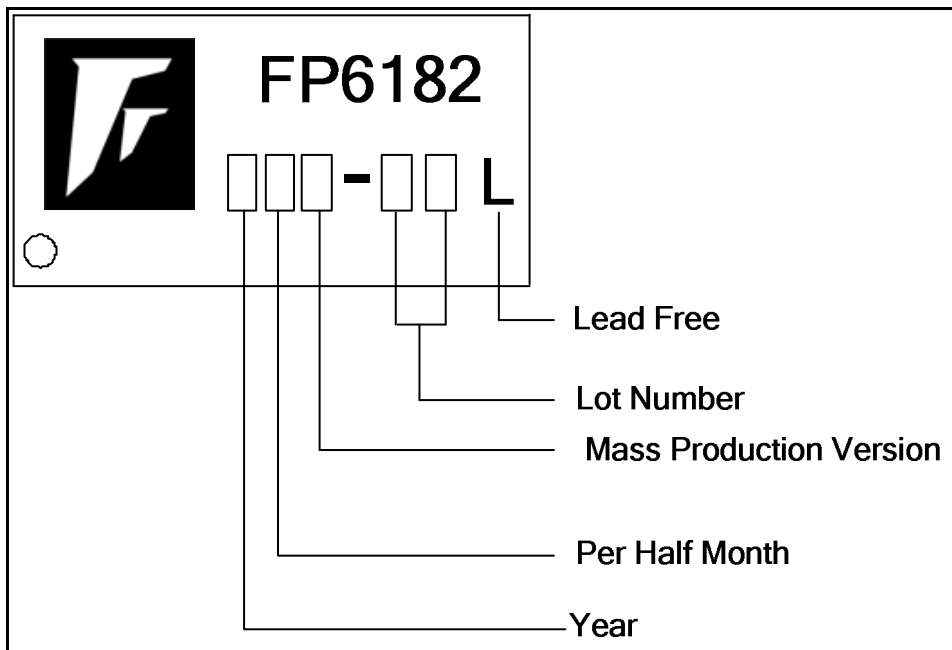 FP6182
- L
Lead Free
Lot Number
Mass Production Version
Per Half Month
Year